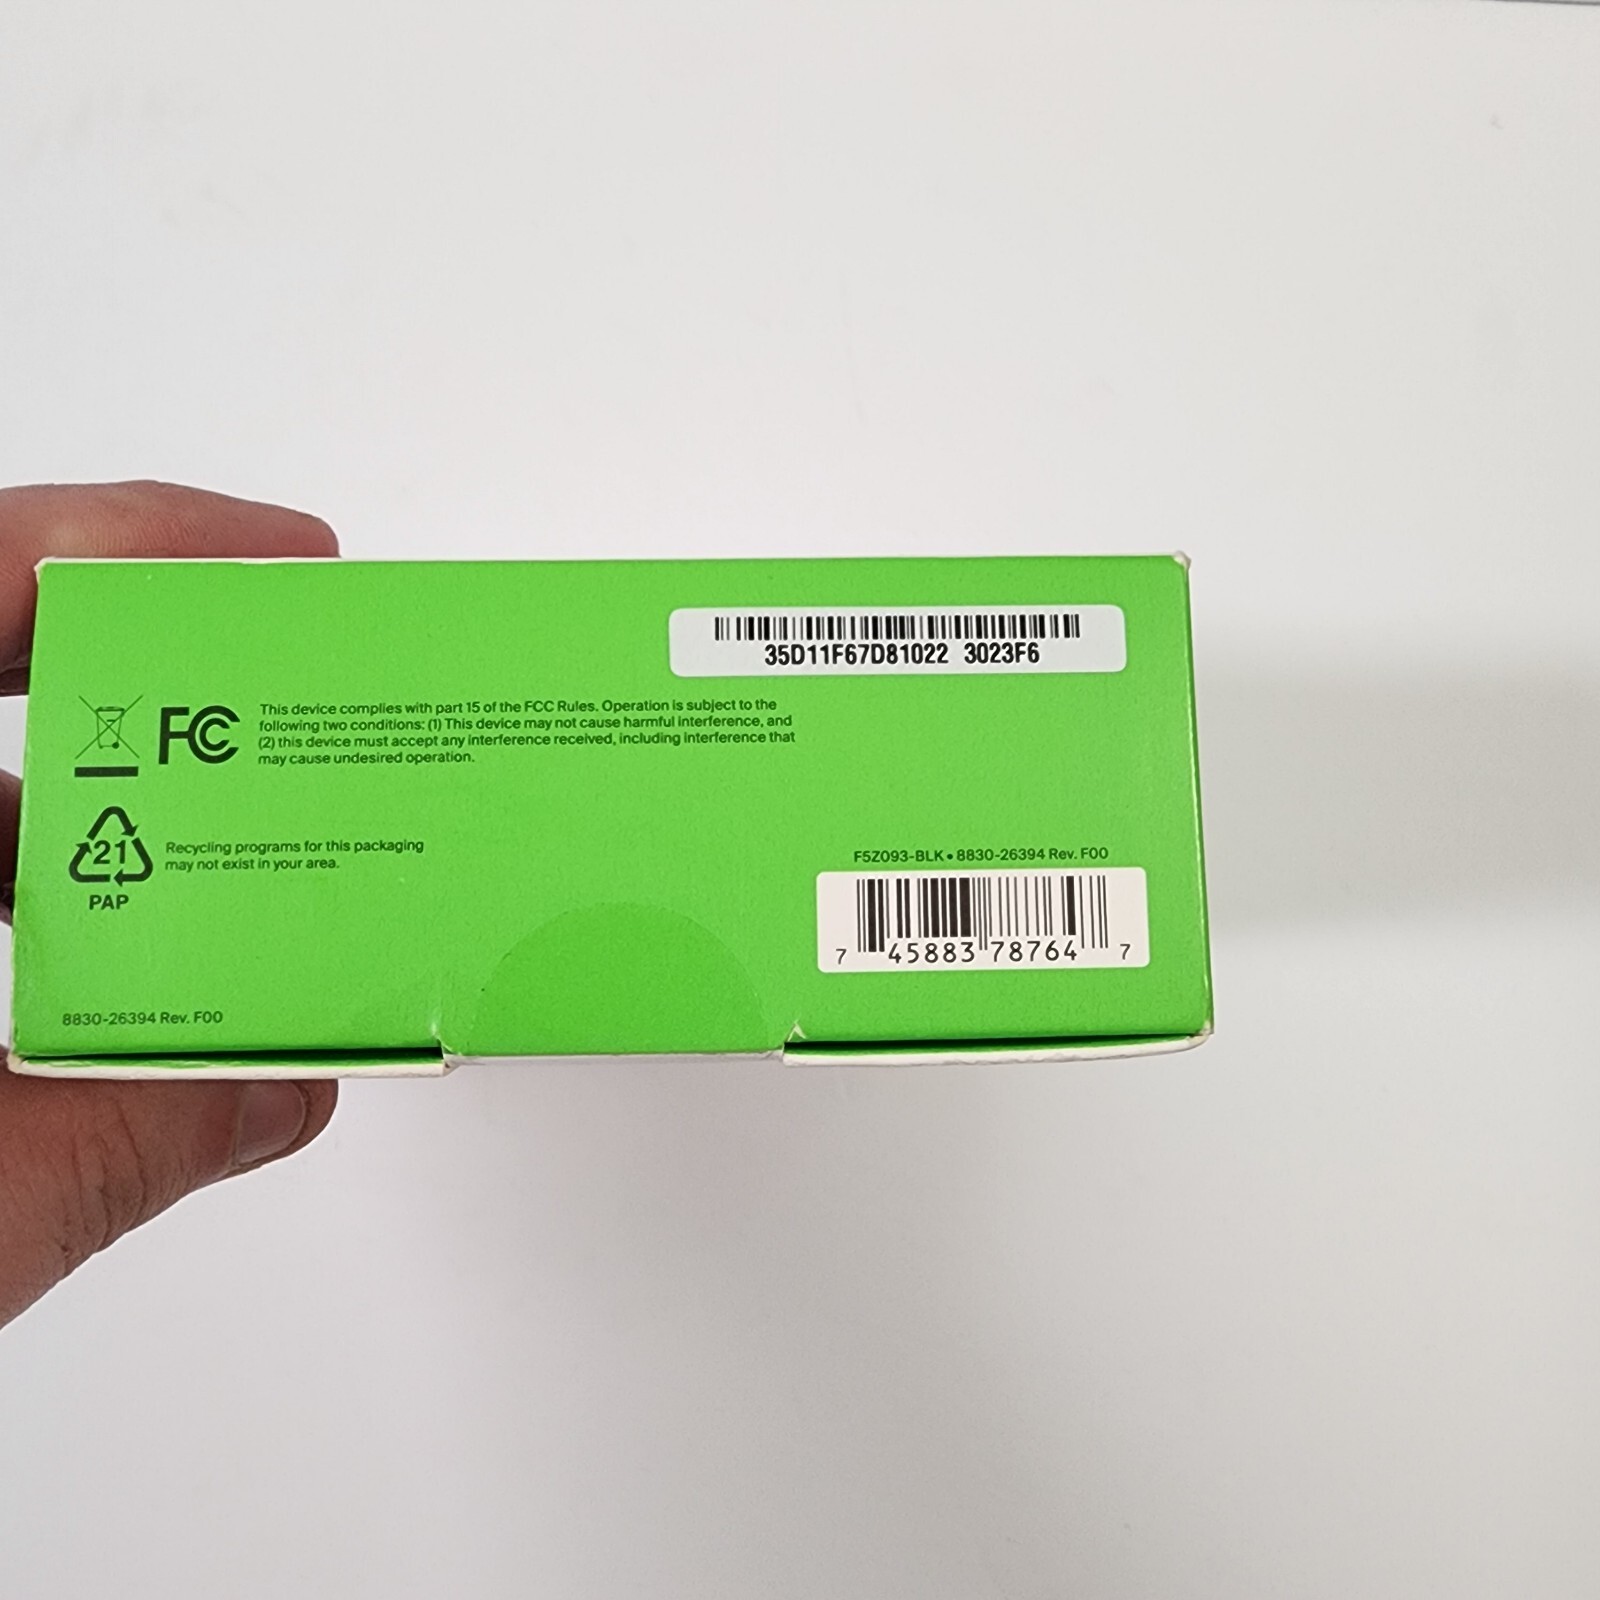 35D11F67D81022 3023F6
FC
This device complies with part 15 of the FCC Rules. Operation is subject to the
following two conditions: (1) This device may not cause harmful interference, and
(2) this device must accept any interference received, including interference that
may cause undesired operation.
21
PAP
Recycling programs for this packaging
may not exist in your area.
F5Z093-BLK • 8830-26394 Rev. F00
7 45883 78764 7
8830-26394 Rev. F00